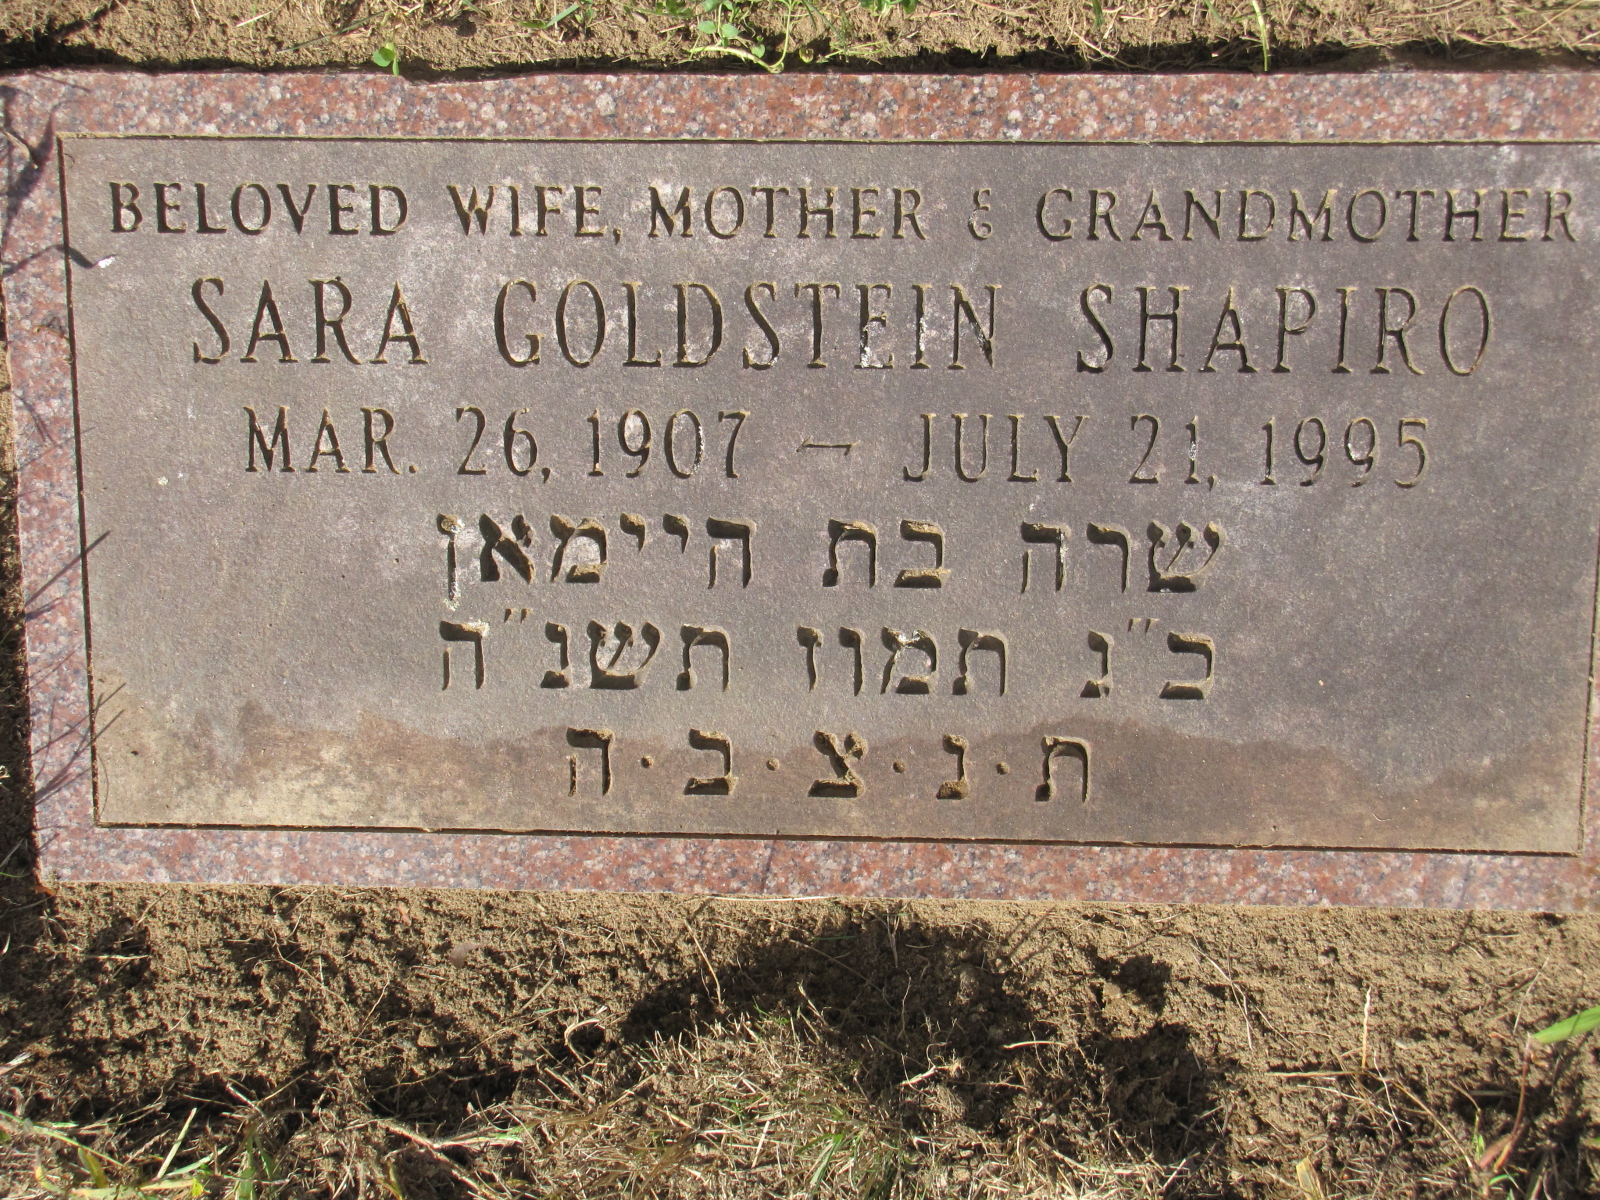 BELOVED WIFE, MOTHER & GRANDMOTHER
SARA GOLDSTEIN SHAPIRO
MAR. 26, 1907 – JULY 21, 1995
שרה בת היימאן
כ"ג תמוז תשנ"ה
ת·נ·צ·ב·ה